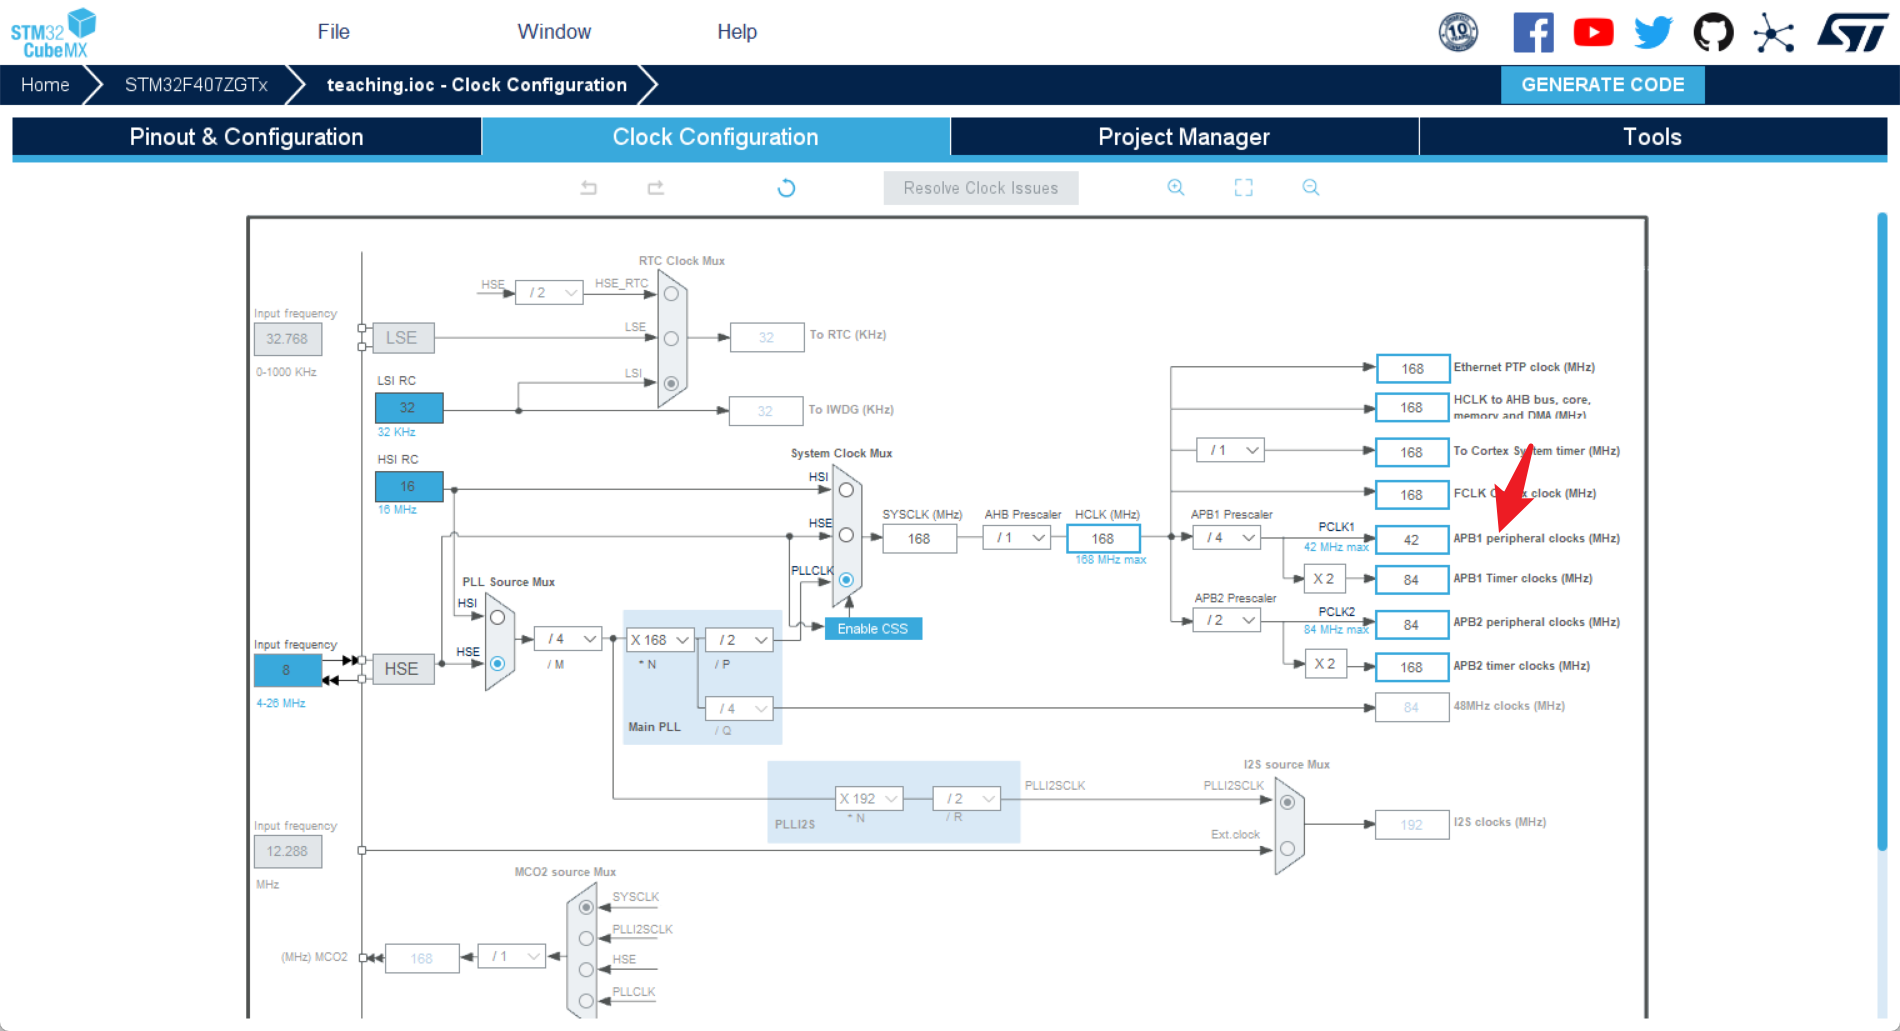 STM32
CubeMX
File
Window
Help
10
YEARS
Home
STM32F407ZGTx
teaching.ioc - Clock Configuration
GENERATE CODE
Pinout & Configuration
Clock Configuration
Project Manager
Tools
Resolve Clock Issues
RTC Clock Mux
HSE
/ 2
HSE_RTC
Input frequency
32.768
0-1000 KHz
LSE
LSE
32
To RTC (KHz)
LSI
LSI RC
32
32 KHz
32
To IWDG (KHz)
HSI RC
16
16 MHz
System Clock Mux
HSI
HSE
PLLCLK
Enable CSS
SYSCLK (MHz)
168
AHB Prescaler
/ 1
HCLK (MHz)
168
168 MHz max
168
Ethernet PTP clock (MHz)
168
HCLK to AHB bus, core,
memory and DMA (MHz)
/ 1
168
To Cortex System timer (MHz)
168
FCLK Cortex clock (MHz)
APB1 Prescaler
/ 4
PCLK1
42 MHz max
42
APB1 peripheral clocks (MHz)
X 2
84
APB1 Timer clocks (MHz)
APB2 Prescaler
/ 2
PCLK2
84 MHz max
84
APB2 peripheral clocks (MHz)
X 2
168
APB2 timer clocks (MHz)
84
48MHz clocks (MHz)
PLL Source Mux
HSI
HSE
Input frequency
8
4-26 MHz
HSE
/ 4
/ M
X 168
* N
/ 2
/ P
/ 4
/ Q
Main PLL
X 192
* N
/ 2
/ R
PLLI2S
PLLI2SCLK
I2S source Mux
PLLI2SCLK
Ext.clock
192
I2S clocks (MHz)
Input frequency
12.288
MHz
MCO2 source Mux
SYSCLK
PLLI2SCLK
HSE
PLLCLK
(MHz) MCO2
168
/ 1